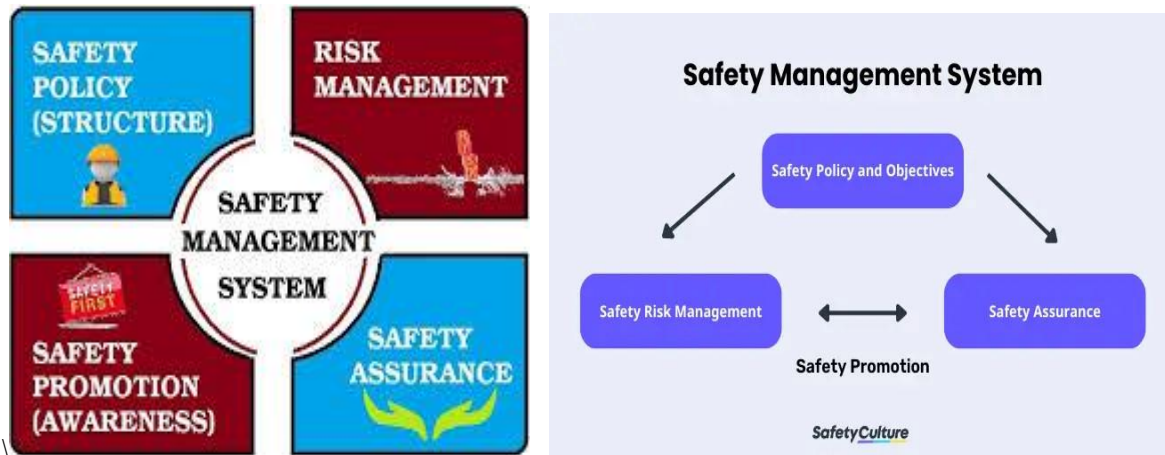 SAFETY
POLICY
(STRUCTURE)
RISK
MANAGEMENT
SAFETY
MANAGEMENT
SYSTEM
SAFETY
FIRST
SAFETY
PROMOTION
(AWARENESS)
SAFETY
ASSURANCE
\
Safety Management System
Safety Policy and Objectives
Safety Risk Management
Safety Assurance
Safety Promotion
SafetyCulture